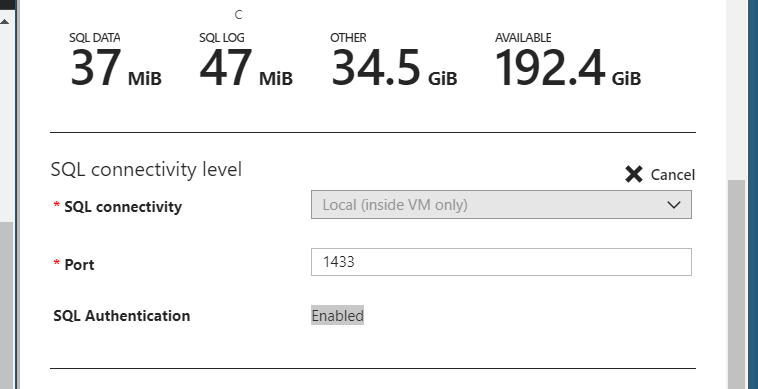 C
SQL DATA SQL LOG OTHER AVAILABLE
37 MiB 47 MiB 34.5 GiB 192.4 GiB
SQL connectivity level
Cancel
* SQL connectivity Local (inside VM only)
* Port 1433
SQL Authentication Enabled